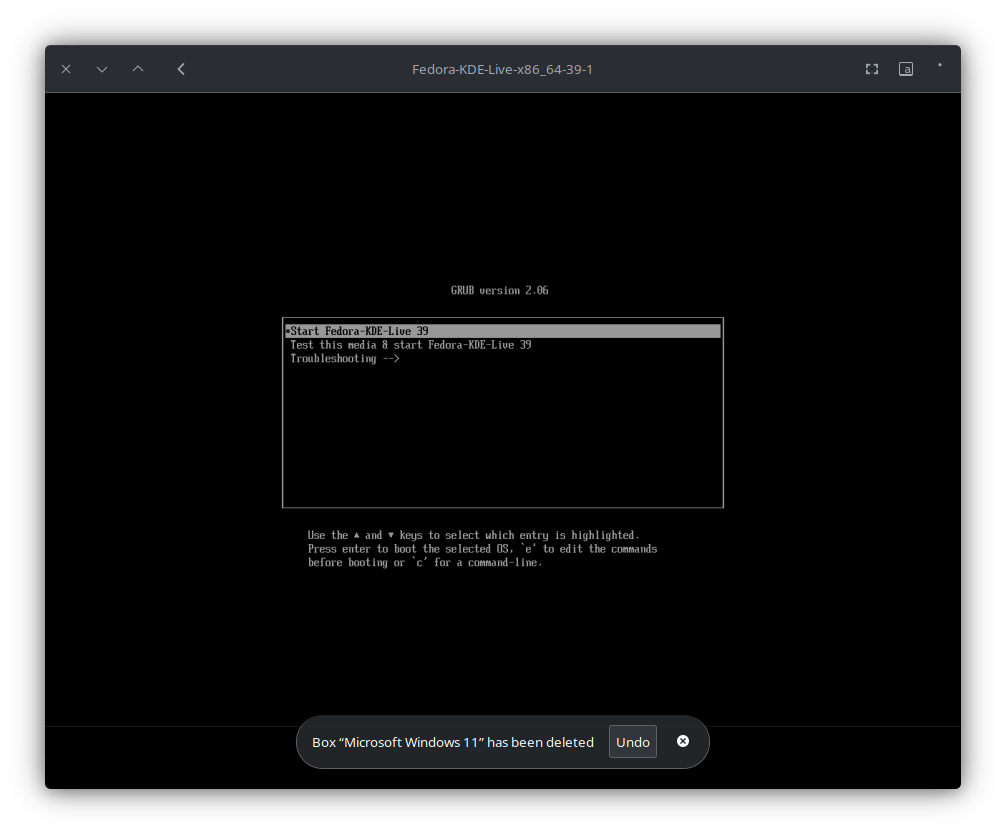 Fedora-KDE-Live-x86_64-39-1
a
GRUB version 2.06
*Start Fedora-KDE-Live 39
Test this media & start Fedora-KDE-Live 39
Troubleshooting -->
Use the ▲ and ▼ keys to select which entry is highlighted.
Press enter to boot the selected OS, `e' to edit the commands
before booting or `c' for a command-line.
Box “Microsoft Windows 11” has been deleted Undo